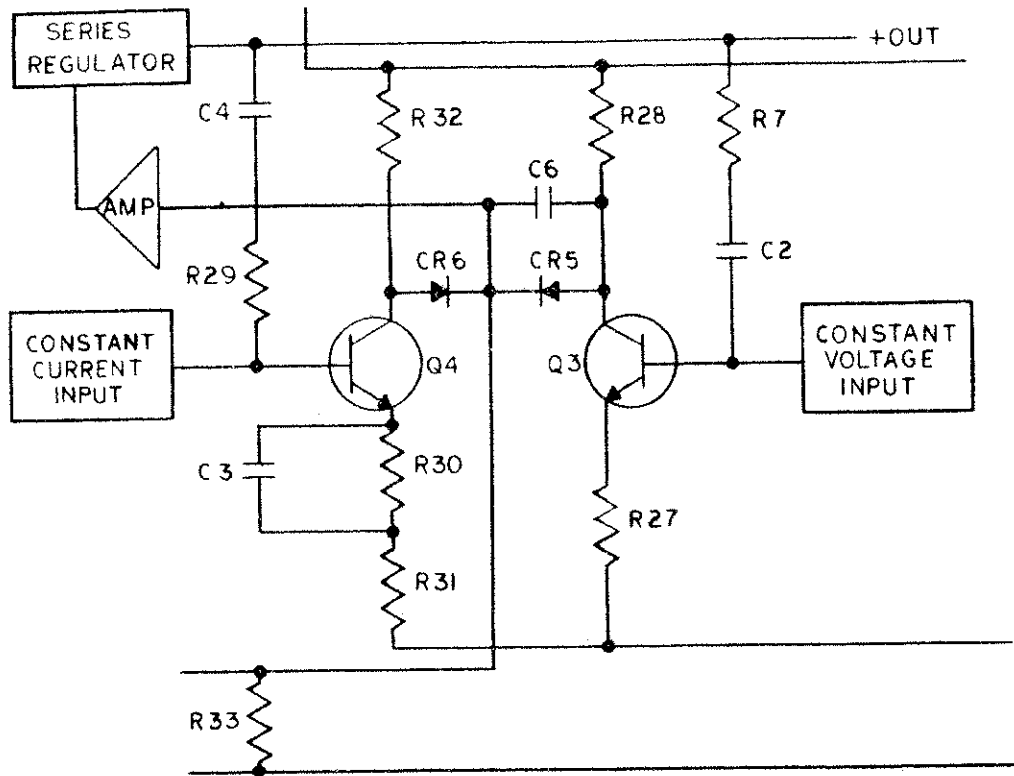 SERIES
REGULATOR
+OUT
C4
R32
R28
R7
C6
AMP
R29
CR6
CR5
C2
CONSTANT
CURRENT
INPUT
Q4
Q3
CONSTANT
VOLTAGE
INPUT
C3
R30
R27
R31
R33